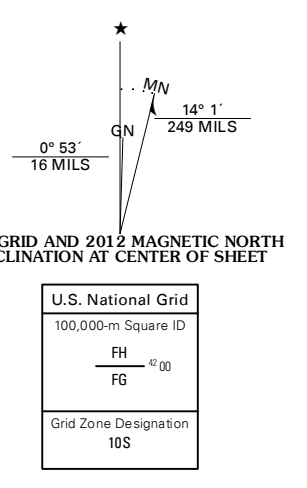 ★
MN
14° 1´
249 MILS
GN
0° 53´
16 MILS
GRID AND 2012 MAGNETIC NORTH
CLINATION AT CENTER OF SHEET
U.S. National Grid
100,000-m Square ID
FH
42 00
FG
Grid Zone Designation
10S